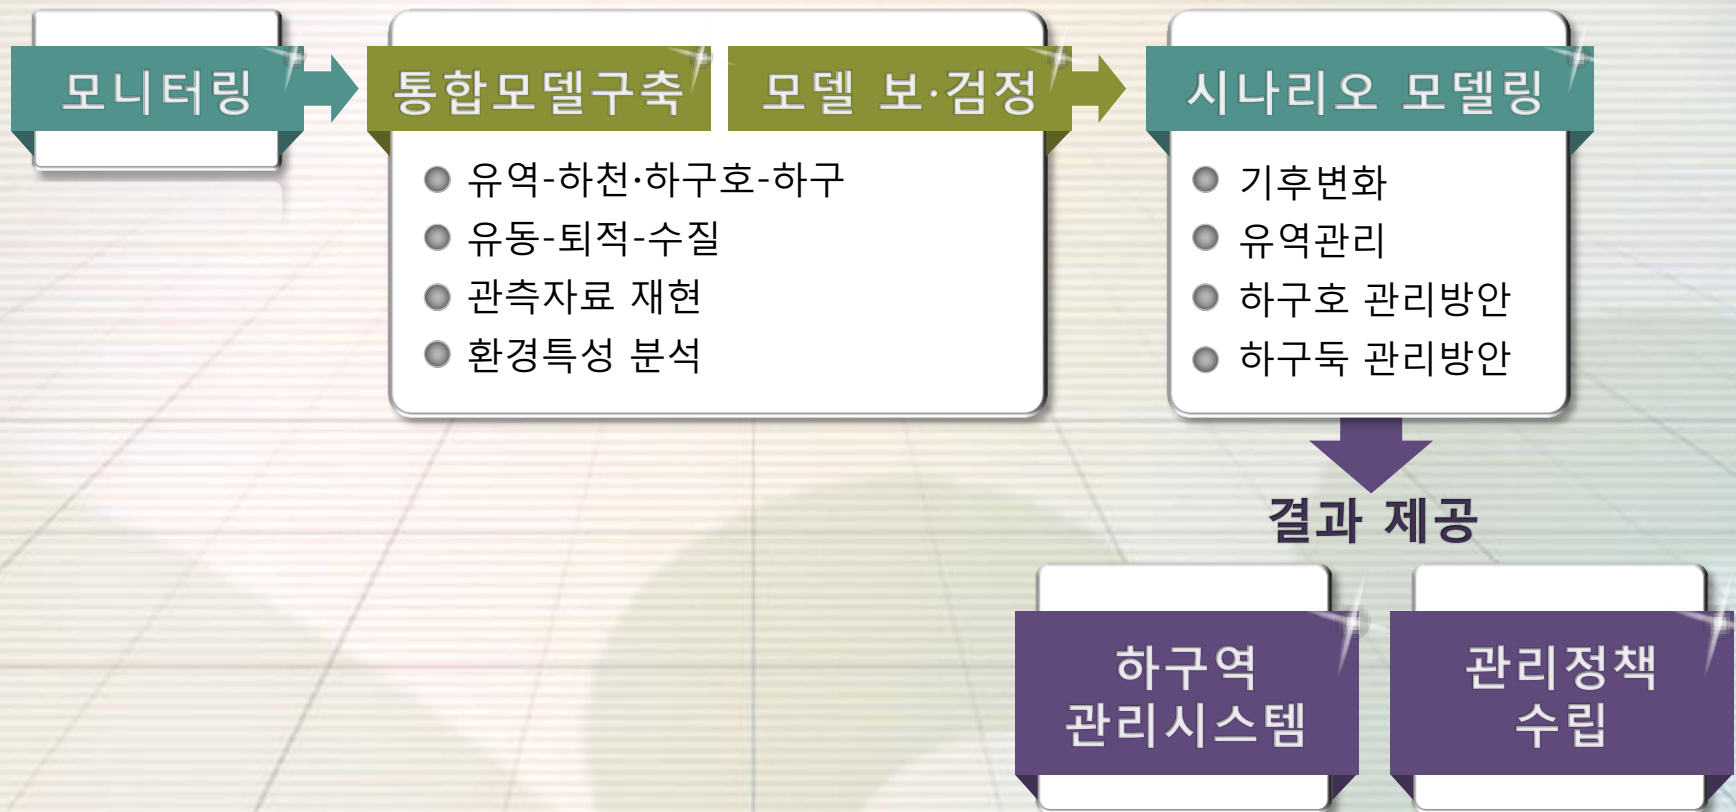 모니터링
통합모델구축
모델 보·검정
시나리오 모델링
유역-하천·하구호-하구
유동-퇴적-수질
관측자료 재현
환경특성 분석
기후변화
유역관리
하구호 관리방안
하구둑 관리방안
결과 제공
하구역
관리시스템
관리정책
수립